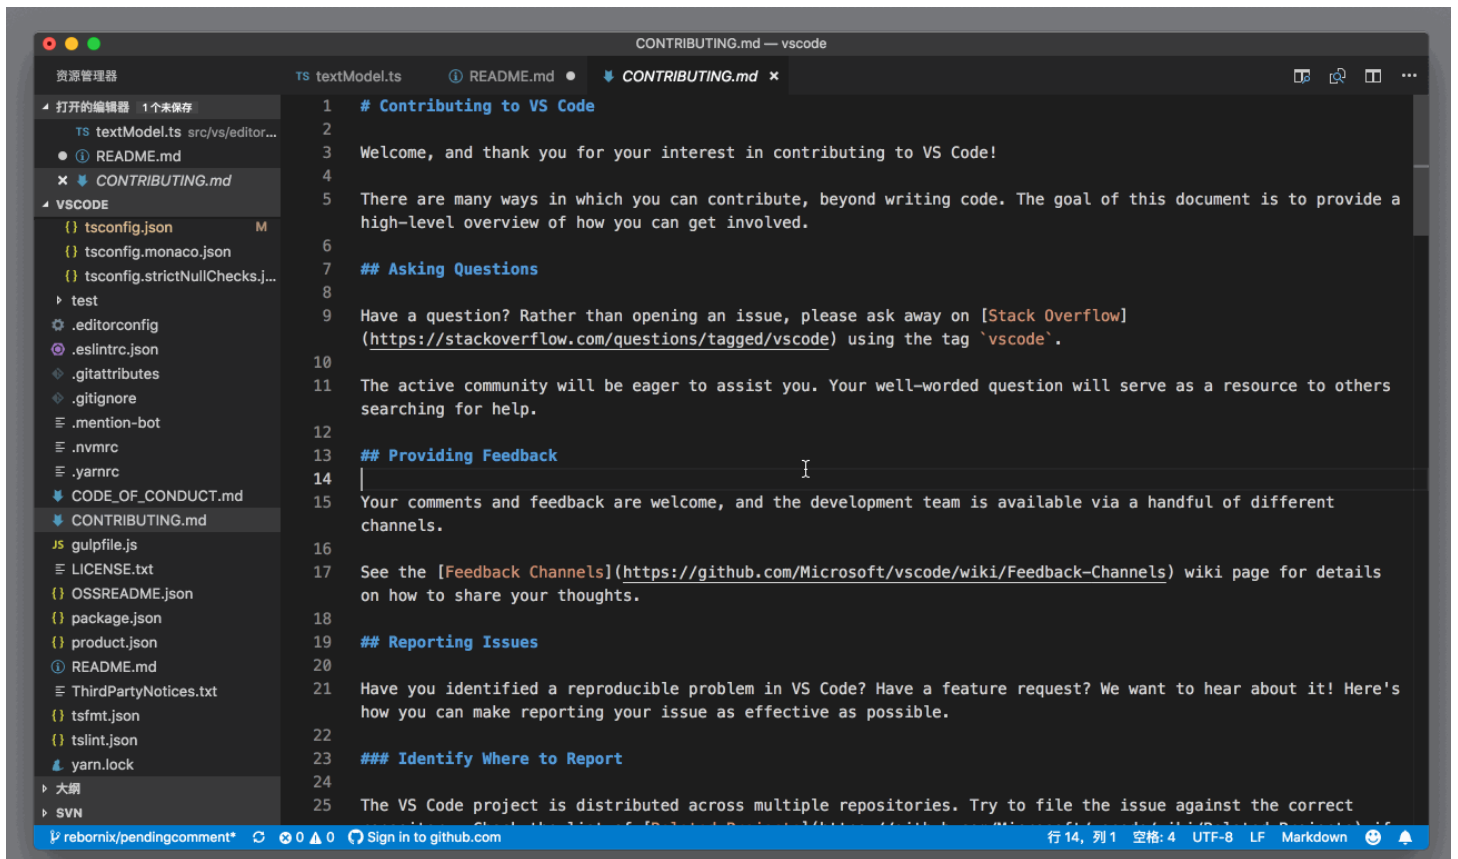 CONTRIBUTING.md — vscode
资源管理器
TS textModel.ts README.md ● CONTRIBUTING.md ×
打开的编辑器 1 个未保存
TS textModel.ts src/vs/editor...
README.md
CONTRIBUTING.md
VSCODE
{} tsconfig.json M
{} tsconfig.monaco.json
{} tsconfig.strictNullChecks.j...
test
.editorconfig
.eslintrc.json
.gitattributes
.gitignore
.mention-bot
.nvmrc
.yarnrc
CODE_OF_CONDUCT.md
CONTRIBUTING.md
JS gulpfile.js
LICENSE.txt
{} OSSREADME.json
{} package.json
{} product.json
README.md
ThirdPartyNotices.txt
{} tsfmt.json
{} tslint.json
yarn.lock
大纲
SVN
1 # Contributing to VS Code
2
3 Welcome, and thank you for your interest in contributing to VS Code!
4
5 There are many ways in which you can contribute, beyond writing code. The goal of this document is to provide a
high-level overview of how you can get involved.
6
7 ## Asking Questions
8
9 Have a question? Rather than opening an issue, please ask away on [Stack Overflow]
(https://stackoverflow.com/questions/tagged/vscode) using the tag `vscode`.
10
11 The active community will be eager to assist you. Your well-worded question will serve as a resource to others
searching for help.
12
13 ## Providing Feedback
14
15 Your comments and feedback are welcome, and the development team is available via a handful of different
channels.
16
17 See the [Feedback Channels](https://github.com/Microsoft/vscode/wiki/Feedback-Channels) wiki page for details
on how to share your thoughts.
18
19 ## Reporting Issues
20
21 Have you identified a reproducible problem in VS Code? Have a feature request? We want to hear about it! Here's
how you can make reporting your issue as effective as possible.
22
23 ### Identify Where to Report
24
25 The VS Code project is distributed across multiple repositories. Try to file the issue against the correct
rebornix/pendingcomment* 0 0 Sign in to github.com 行 14，列 1 空格: 4 UTF-8 LF Markdown